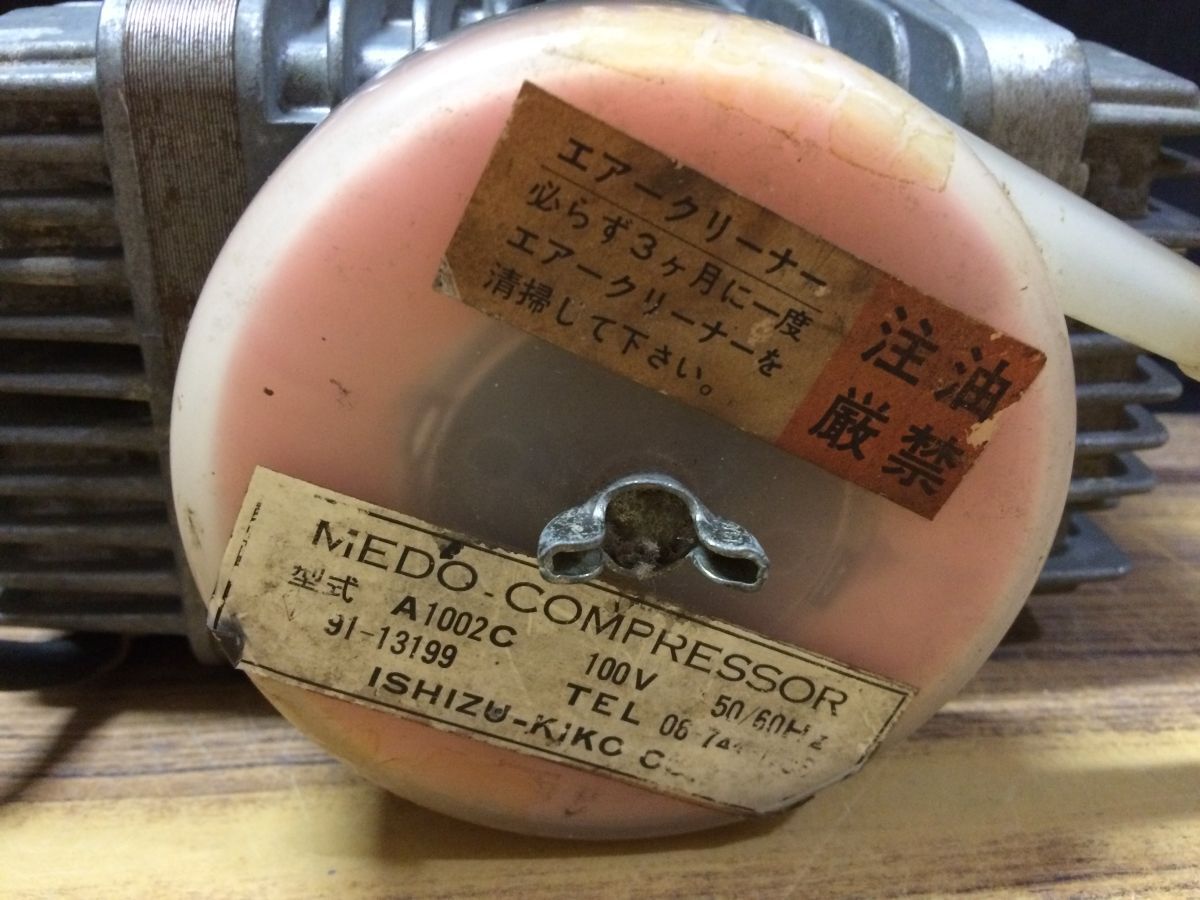 エアークリーナー
必らず3ヶ月に一度
エアークリーナーを
清掃して下さい。
注油
厳禁
MEDO-COMPRESSOR
型式 A1002C 100V 50/60Hz
91-13199 TEL 06
ISHIZU-KIKO